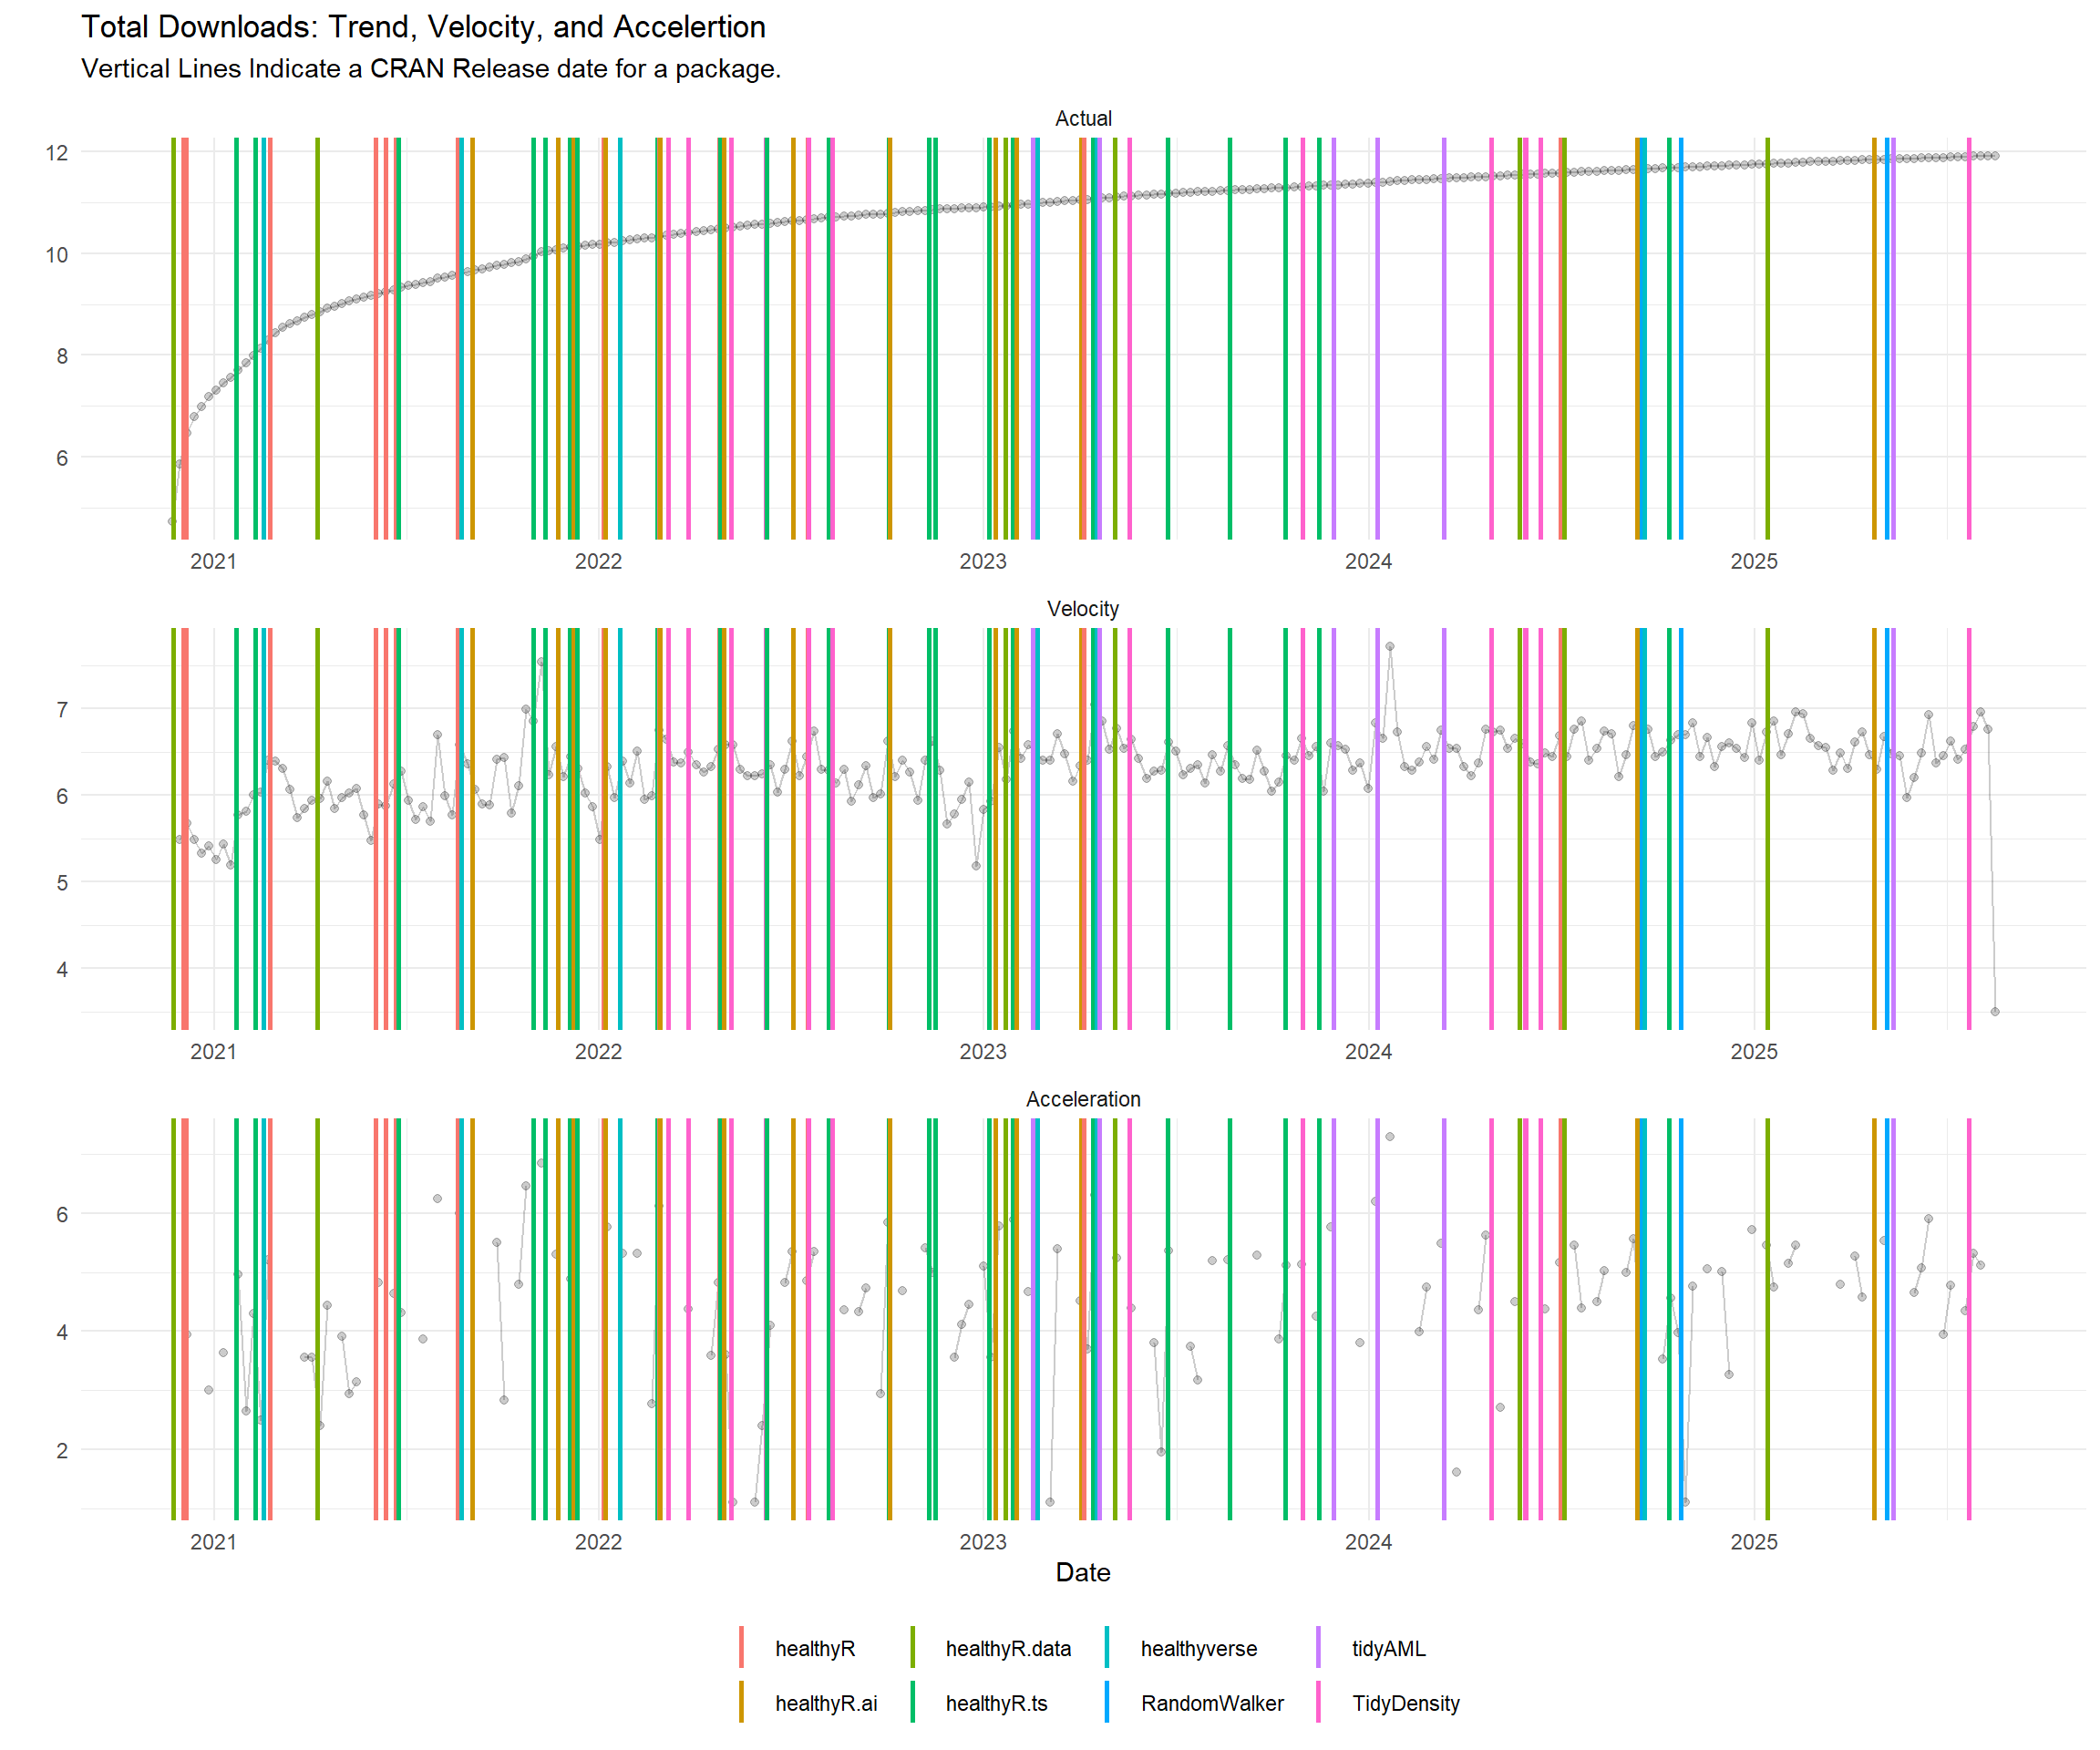 Total Downloads: Trend, Velocity, and Accelertion
Vertical Lines Indicate a CRAN Release date for a package.
Actual
12
10
8
6
2021 2022 2023 2024 2025
Velocity
7
6
5
4
2021 2022 2023 2024 2025
Acceleration
6
4
2
2021 2022 2023 2024 2025
Date
healthyR healthyR.data healthyverse tidyAML
healthyR.ai healthyR.ts RandomWalker TidyDensity